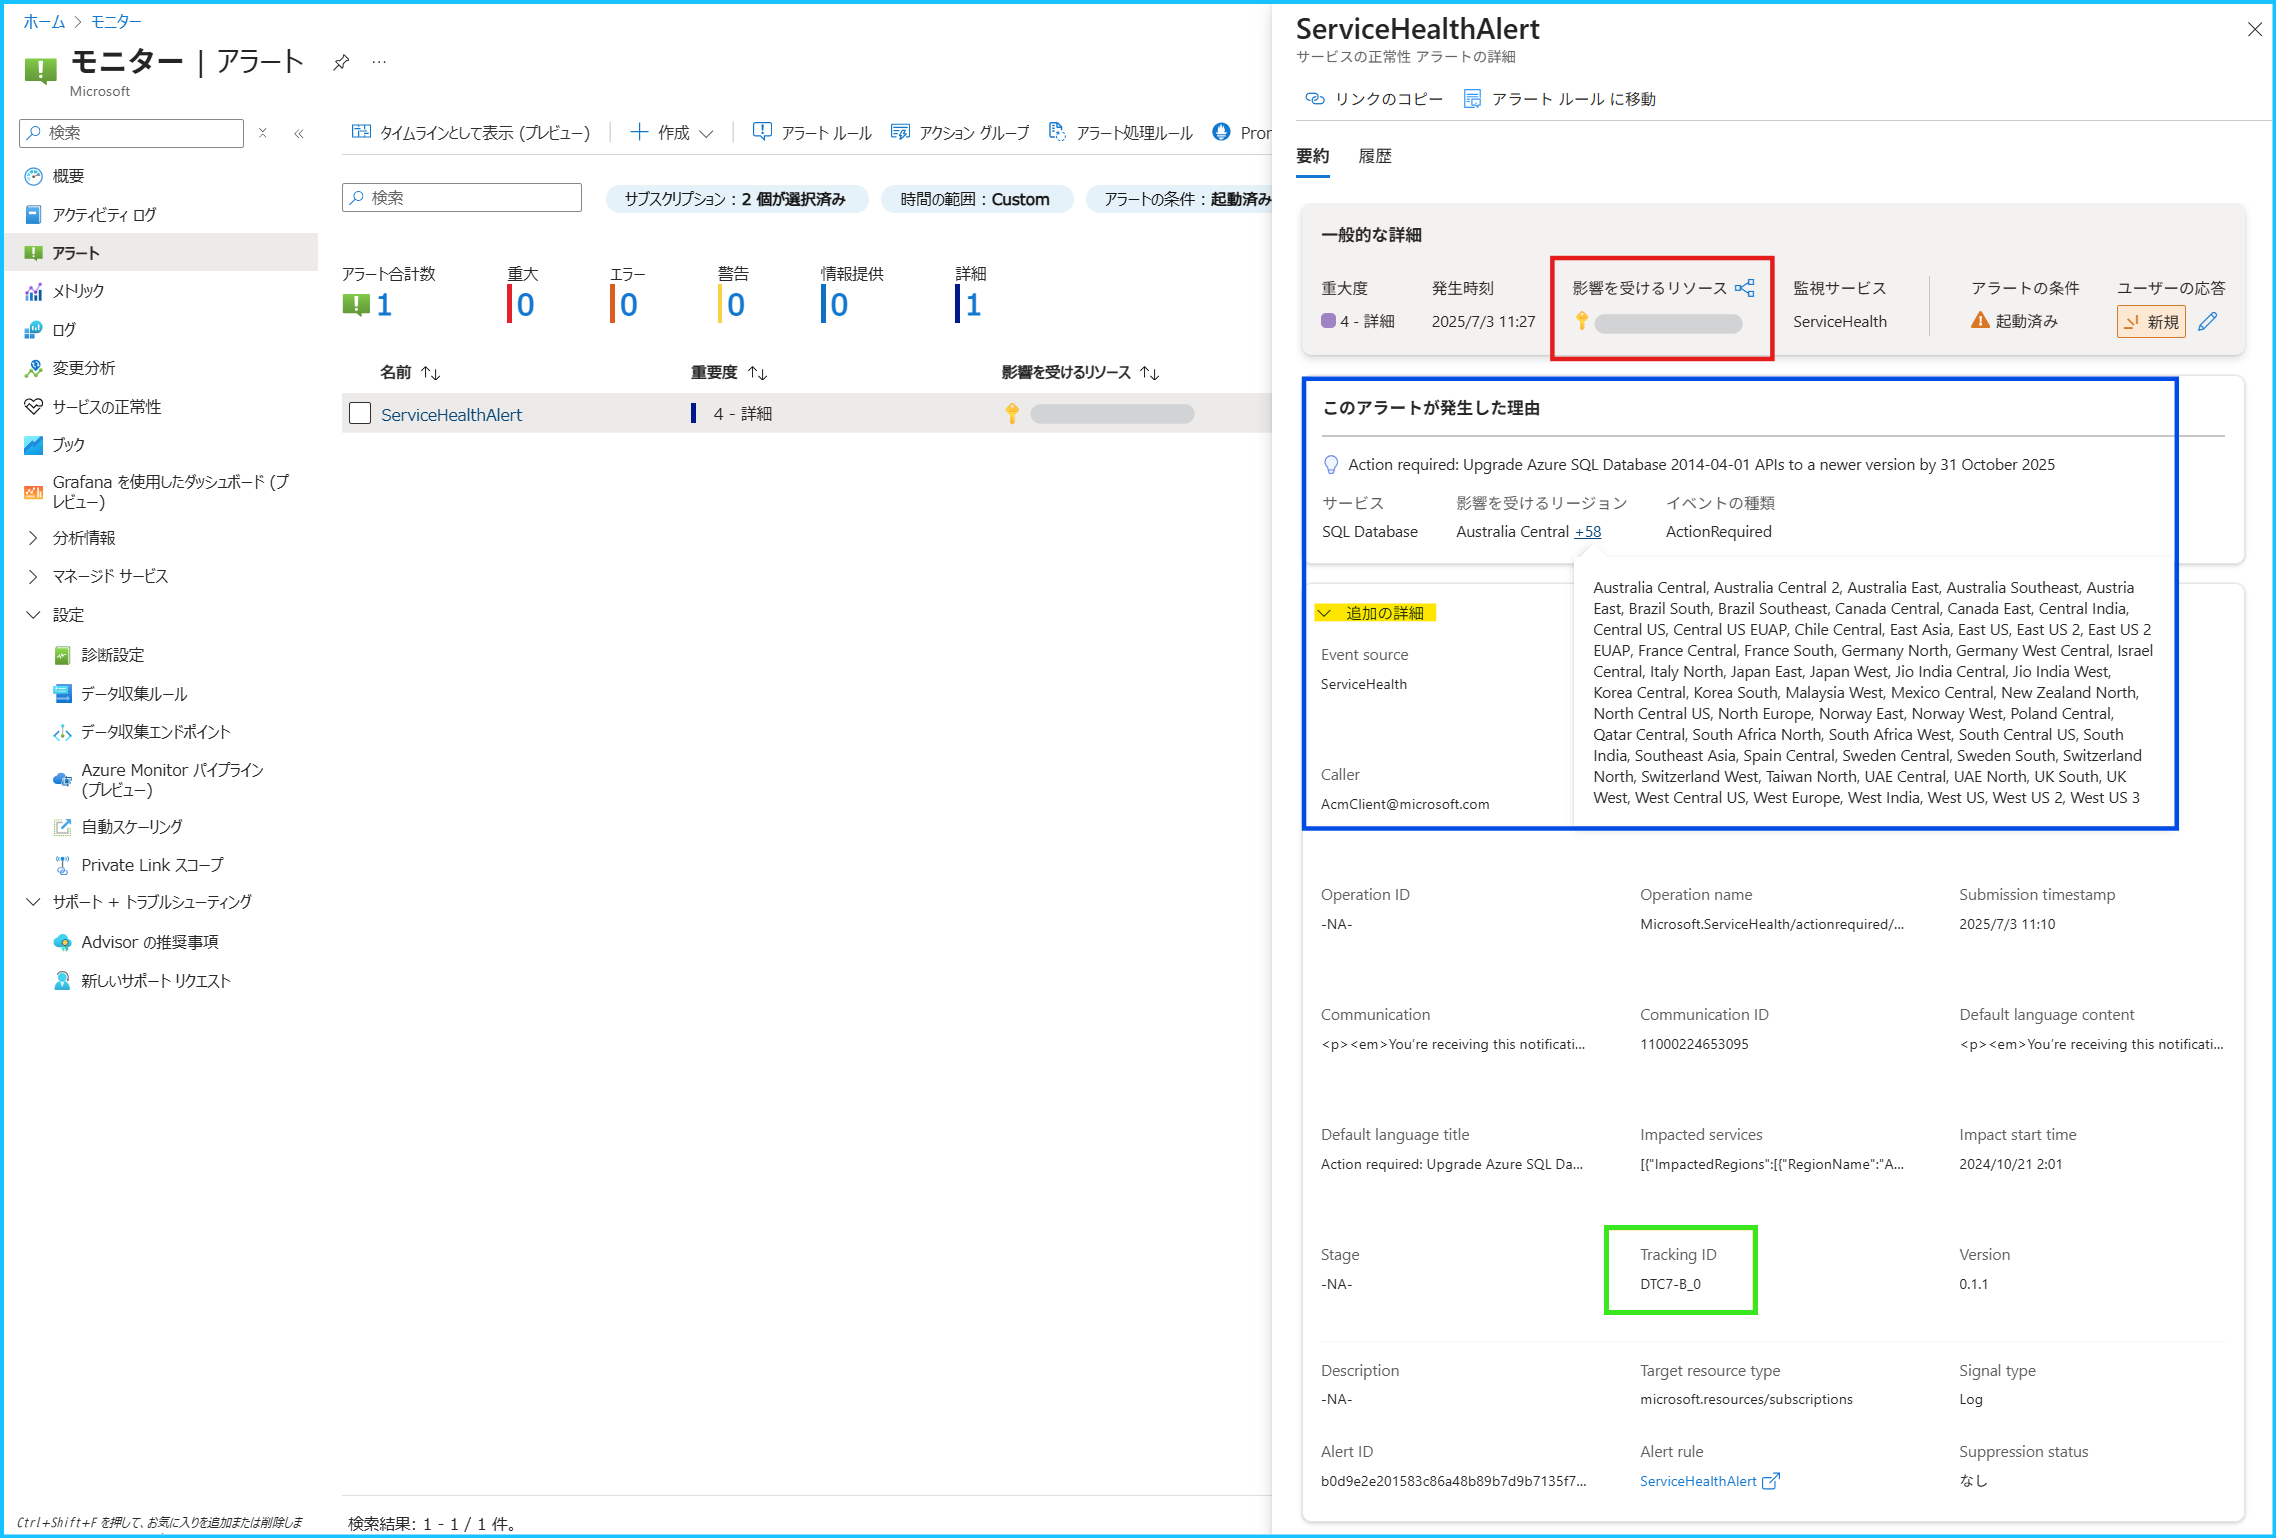 ホーム > モニター
モニター | アラート
Microsoft
検索
概要
アクティビティ ログ
アラート
メトリック
ログ
変更分析
サービスの正常性
ブック
Grafana を使用したダッシュボード (プ
レビュー)
分析情報
マネージド サービス
設定
診断設定
データ収集ルール
データ収集エンドポイント
Azure Monitor パイプライン
(プレビュー)
自動スケーリング
Private Link スコープ
サポート + トラブルシューティング
Advisor の推奨事項
新しいサポート リクエスト
Ctrl+Shift+F を押して、お気に入りを追加または削除しま
タイムラインとして表示 (プレビュー) 作成 アラート ルール アクション グループ アラート処理ルール Pror
検索
サブスクリプション : 2 個が選択済み 時間の範囲 : Custom アラートの条件 : 起動済み
アラート合計数 重大 エラー 警告 情報提供 詳細
1 0 0 0 0 1
名前 重要度 影響を受けるリソース
ServiceHealthAlert 4 - 詳細
検索結果: 1 - 1 / 1 件。
ServiceHealthAlert
サービスの正常性 アラートの詳細
リンクのコピー アラート ルール に移動
要約 履歴
一般的な詳細
重大度 発生時刻 影響を受けるリソース 監視サービス アラートの条件 ユーザーの応答
4 - 詳細 2025/7/3 11:27 ServiceHealth 起動済み 新規
このアラートが発生した理由
Action required: Upgrade Azure SQL Database 2014-04-01 APIs to a newer version by 31 October 2025
サービス 影響を受けるリージョン イベントの種類
SQL Database Australia Central +58 ActionRequired
Australia Central, Australia Central 2, Australia East, Australia Southeast, Austria
East, Brazil South, Brazil Southeast, Canada Central, Canada East, Central India,
Central US, Central US EUAP, Chile Central, East Asia, East US, East US 2, East US 2
EUAP, France Central, France South, Germany North, Germany West Central, Israel
Central, Italy North, Japan East, Japan West, Jio India Central, Jio India West,
Korea Central, Korea South, Malaysia West, Mexico Central, New Zealand North,
North Central US, North Europe, Norway East, Norway West, Poland Central,
Qatar Central, South Africa North, South Africa West, South Central US, South
India, Southeast Asia, Spain Central, Sweden Central, Sweden South, Switzerland
North, Switzerland West, Taiwan North, UAE Central, UAE North, UK South, UK
West, West Central US, West Europe, West India, West US, West US 2, West US 3
追加の詳細
Event source
ServiceHealth
Caller
AcmClient@microsoft.com
Operation ID Operation name Submission timestamp
-NA- Microsoft.ServiceHealth/actionrequired/... 2025/7/3 11:10
Communication Communication ID Default language content
<p><em>You’re receiving this notificati... 11000224653095 <p><em>You’re receiving this notificati...
Default language title Impacted services Impact start time
Action required: Upgrade Azure SQL Da... [{"ImpactedRegions":[{"RegionName":"A... 2024/10/21 2:01
Stage Tracking ID Version
-NA- DTC7-B_0 0.1.1
Description Target resource type Signal type
-NA- microsoft.resources/subscriptions Log
Alert ID Alert rule Suppression status
b0d9e2e201583c86a48b89b7d9b7135f7... ServiceHealthAlert なし